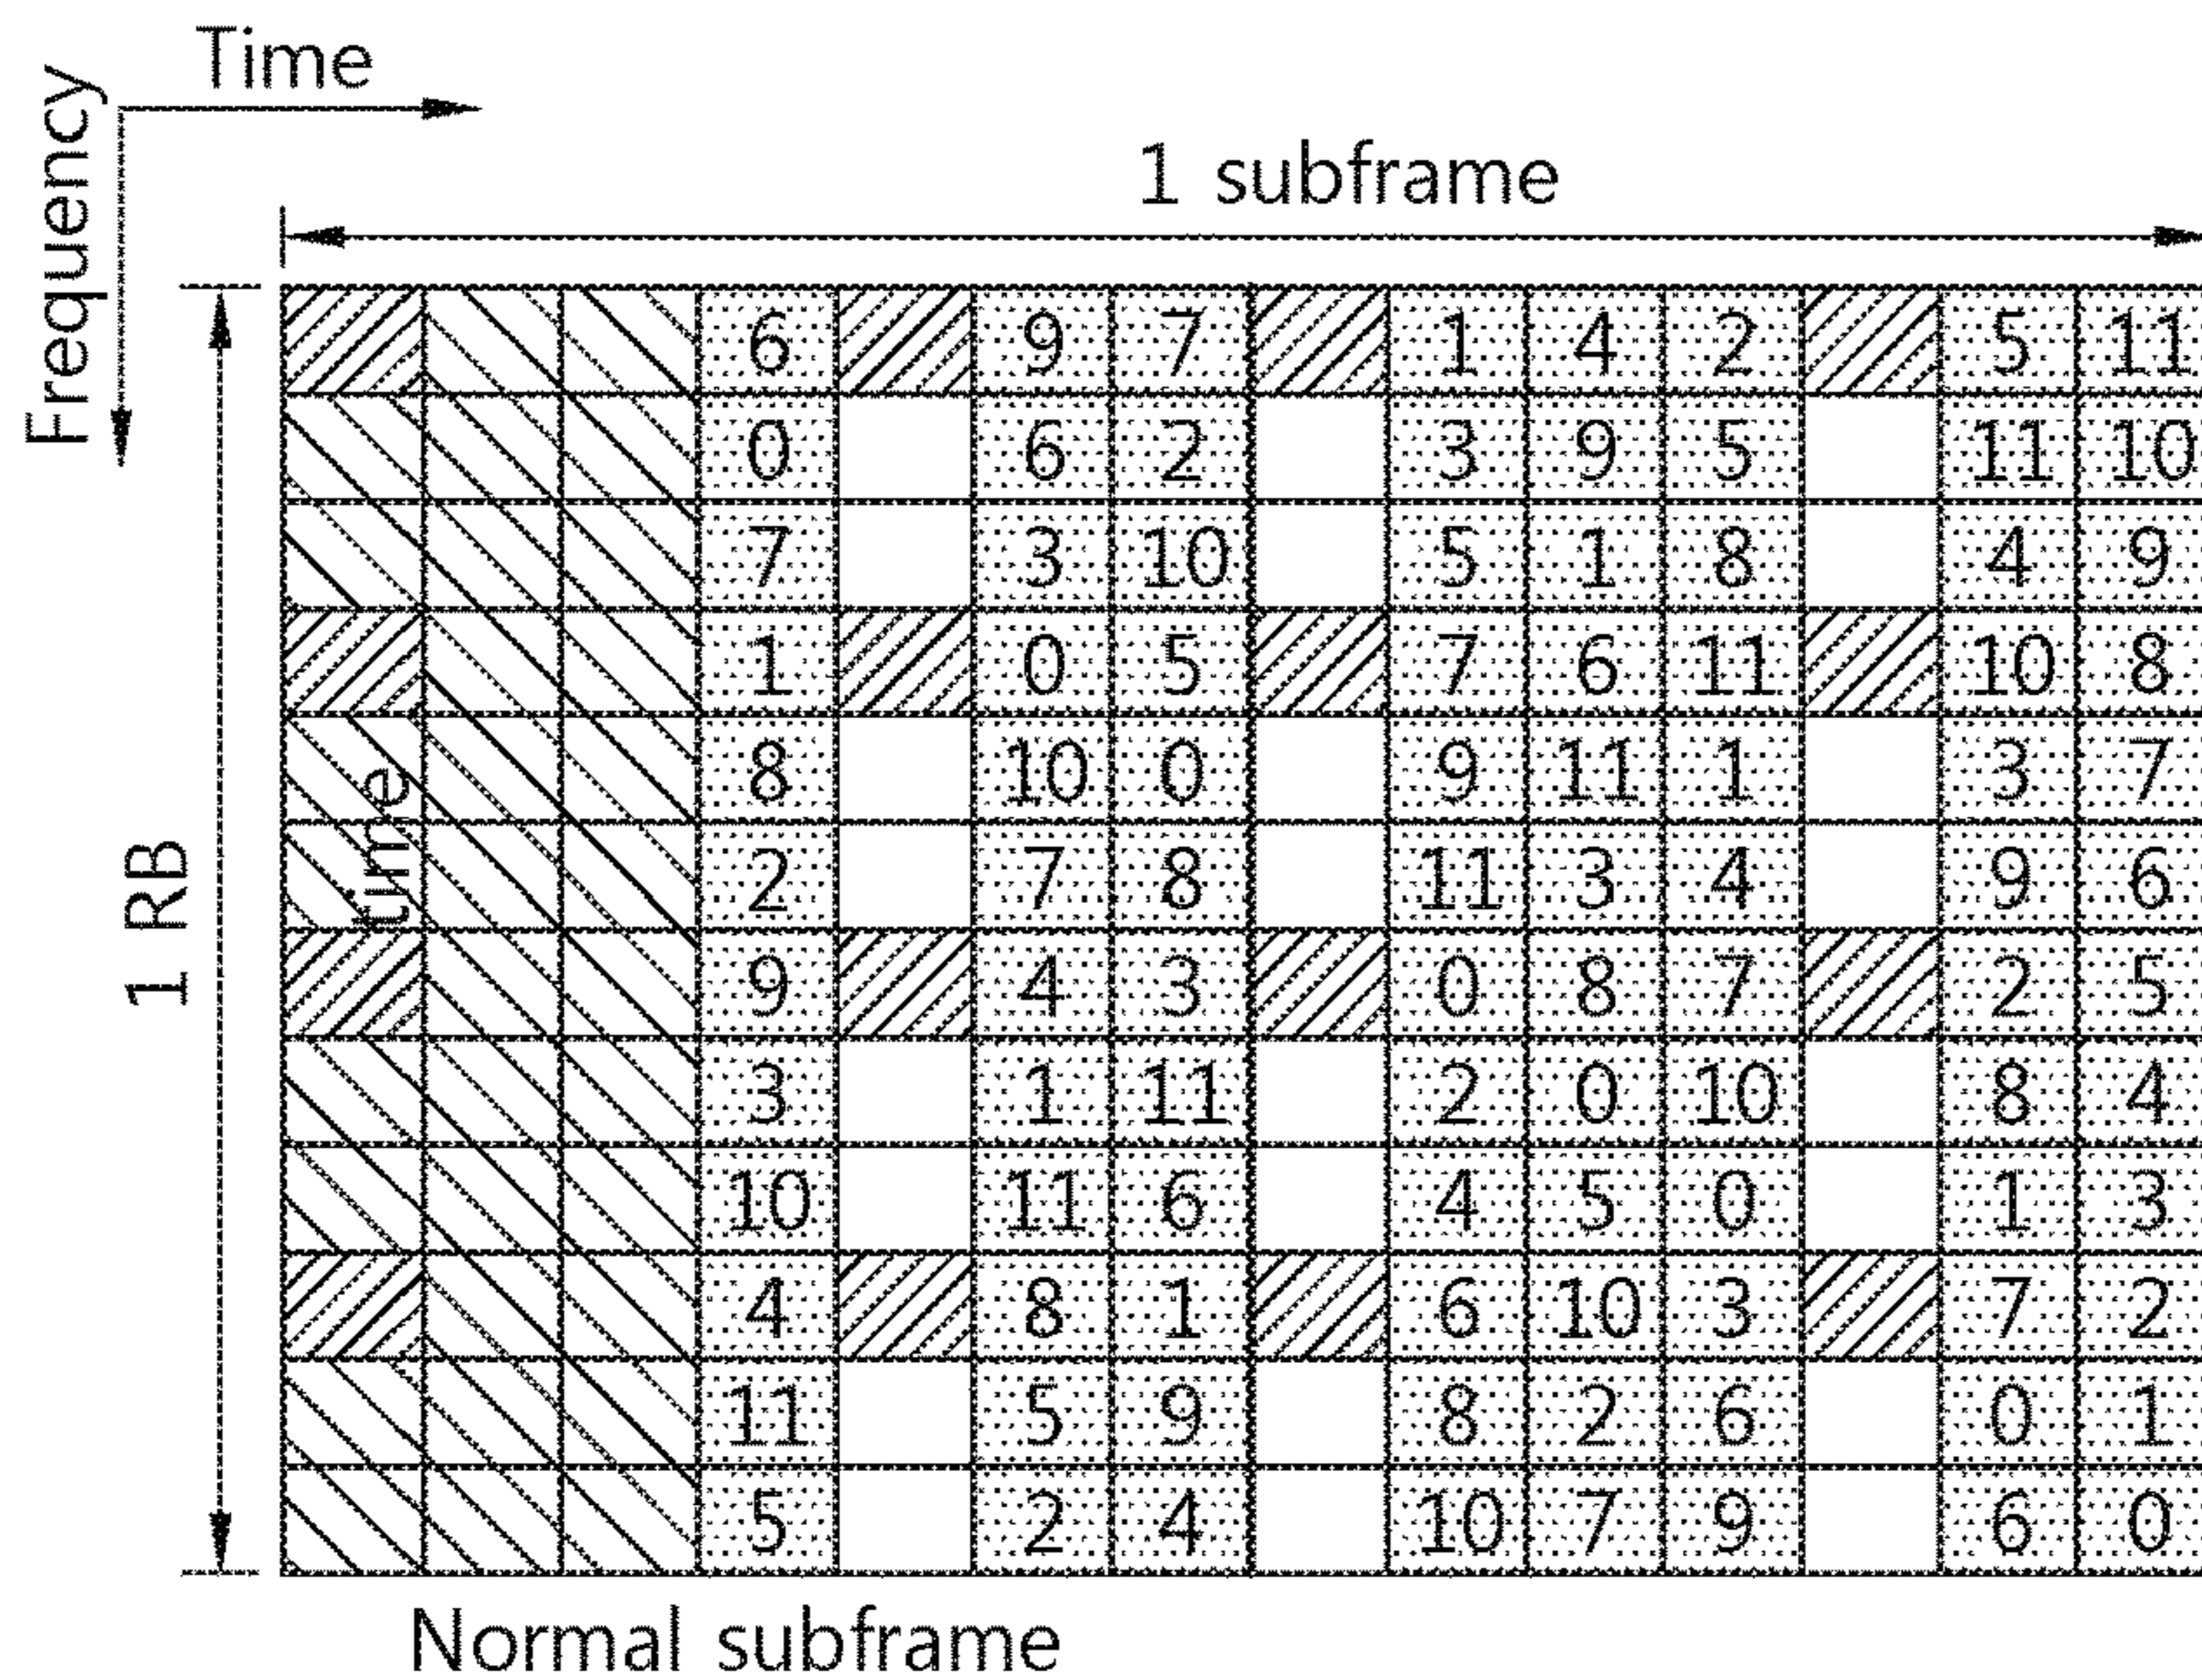 Time
Frequency
1 subframe
6 9 7 1 4 2 5 11
0 6 2 3 9 5 11 10
7 3 10 5 1 8 4 9
1 0 5 7 6 11 10 8
8 10 0 9 11 1 3 7
time
1 RB
2 7 8 11 3 4 9 6
9 4 3 0 8 7 2 5
3 1 11 2 0 10 8 4
10 11 6 4 5 0 1 3
4 8 1 6 10 3 7 2
11 5 9 8 2 6 0 1
5 2 4 10 7 9 6 0
Normal subframe